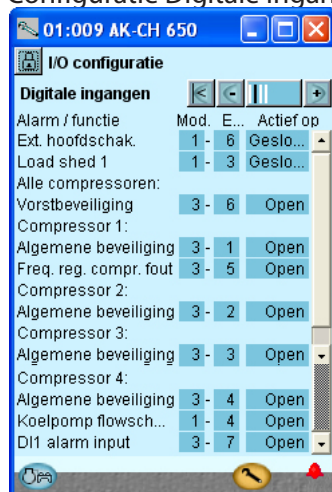 Configuratie Digitale ingan
01:009 AK-CH 650
I/O configuratie
Digitale ingangen
Alarm / functie Mod. E... Actief op
Ext. hoofdschak. 1 - 6 Geslo...
Load shed 1 1 - 3 Geslo...
Alle compressoren:
Vorstbeveiliging 3 - 6 Open
Compressor 1:
Algemene beveiliging 3 - 1 Open
Freq. reg. compr. fout 3 - 5 Open
Compressor 2:
Algemene beveiliging 3 - 2 Open
Compressor 3:
Algemene beveiliging 3 - 3 Open
Compressor 4:
Algemene beveiliging 3 - 4 Open
Koelpomp flowsch... 1 - 4 Open
DI1 alarm input 3 - 7 Open